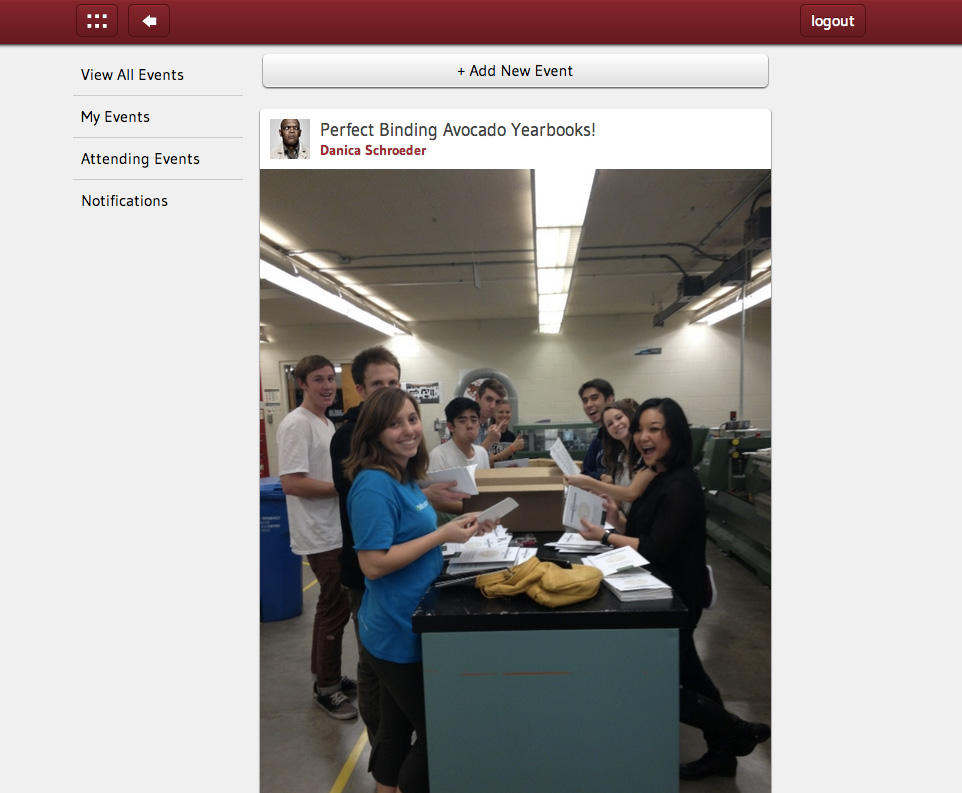 logout
View All Events
My Events
Attending Events
Notifications
+ Add New Event
Perfect Binding Avocado Yearbooks!
Danica Schroeder